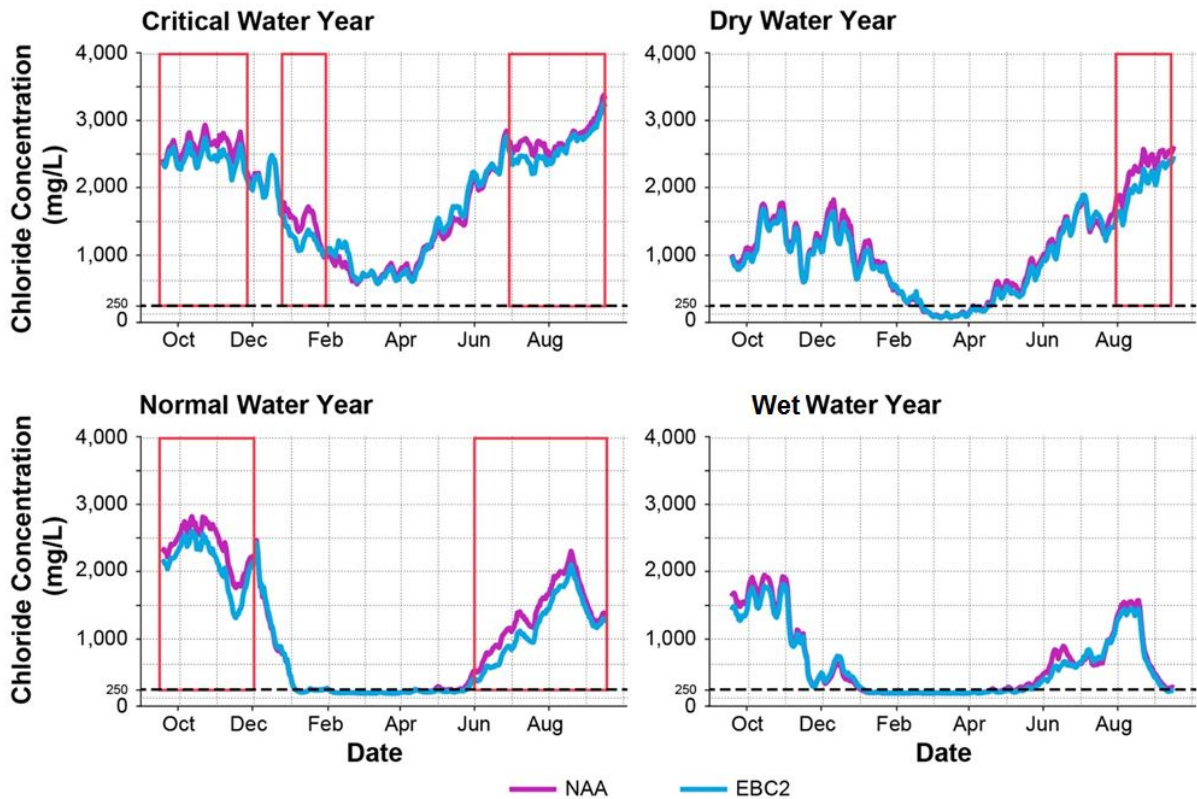 Critical Water Year
Chloride Concentration
(mg/L)
4,000
3,000
2,000
1,000
250
0
Oct Dec Feb Apr Jun Aug
Dry Water Year
4,000
3,000
2,000
1,000
250
0
Oct Dec Feb Apr Jun Aug
Normal Water Year
Chloride Concentration
(mg/L)
4,000
3,000
2,000
1,000
250
0
Oct Dec Feb Apr Jun Aug
Date
Wet Water Year
4,000
3,000
2,000
1,000
250
0
Oct Dec Feb Apr Jun Aug
Date
NAA EBC2